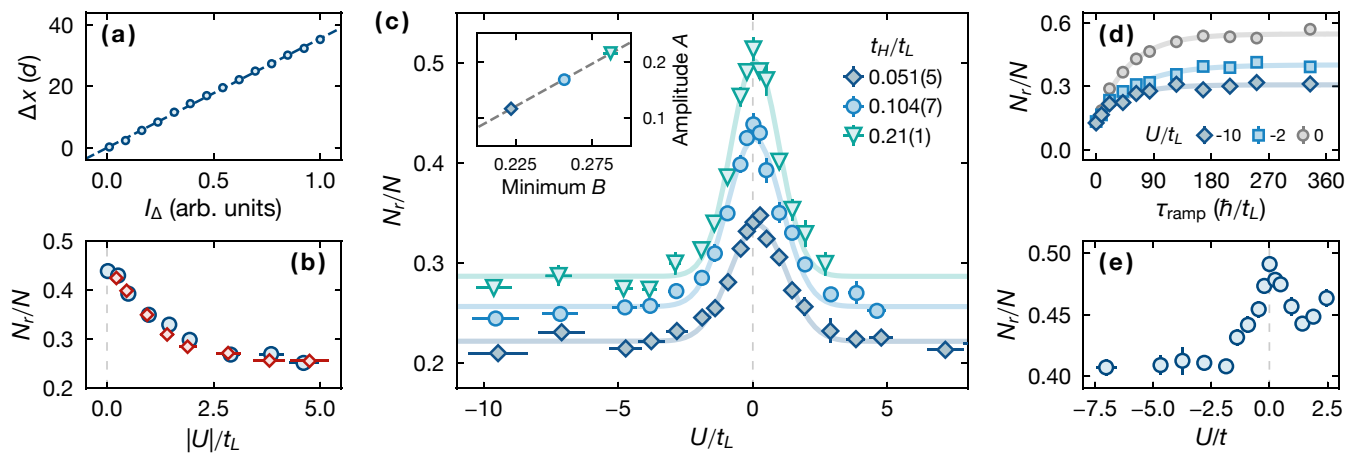 (a)
Δx (d)
40
20
0
0.0
0.5
1.0
I_Δ (arb. units)
(b)
N_r/N
0.5
0.4
0.3
0.2
0.0
2.5
5.0
|U|/t_L
(c)
N_r/N
0.5
0.4
0.3
0.2
−10
−5
0
5
U/t_L
Amplitude A
0.2
0.1
0.225
0.275
Minimum B
t_H/t_L
0.051(5)
0.104(7)
0.21(1)
(d)
N_r/N
0.6
0.3
0.0
U/t_L
-10
-2
0
0
90
180
270
360
τ_ramp (ħ/t_L)
(e)
N_r/N
0.50
0.45
0.40
−7.5
−5.0
−2.5
0.0
2.5
U/t